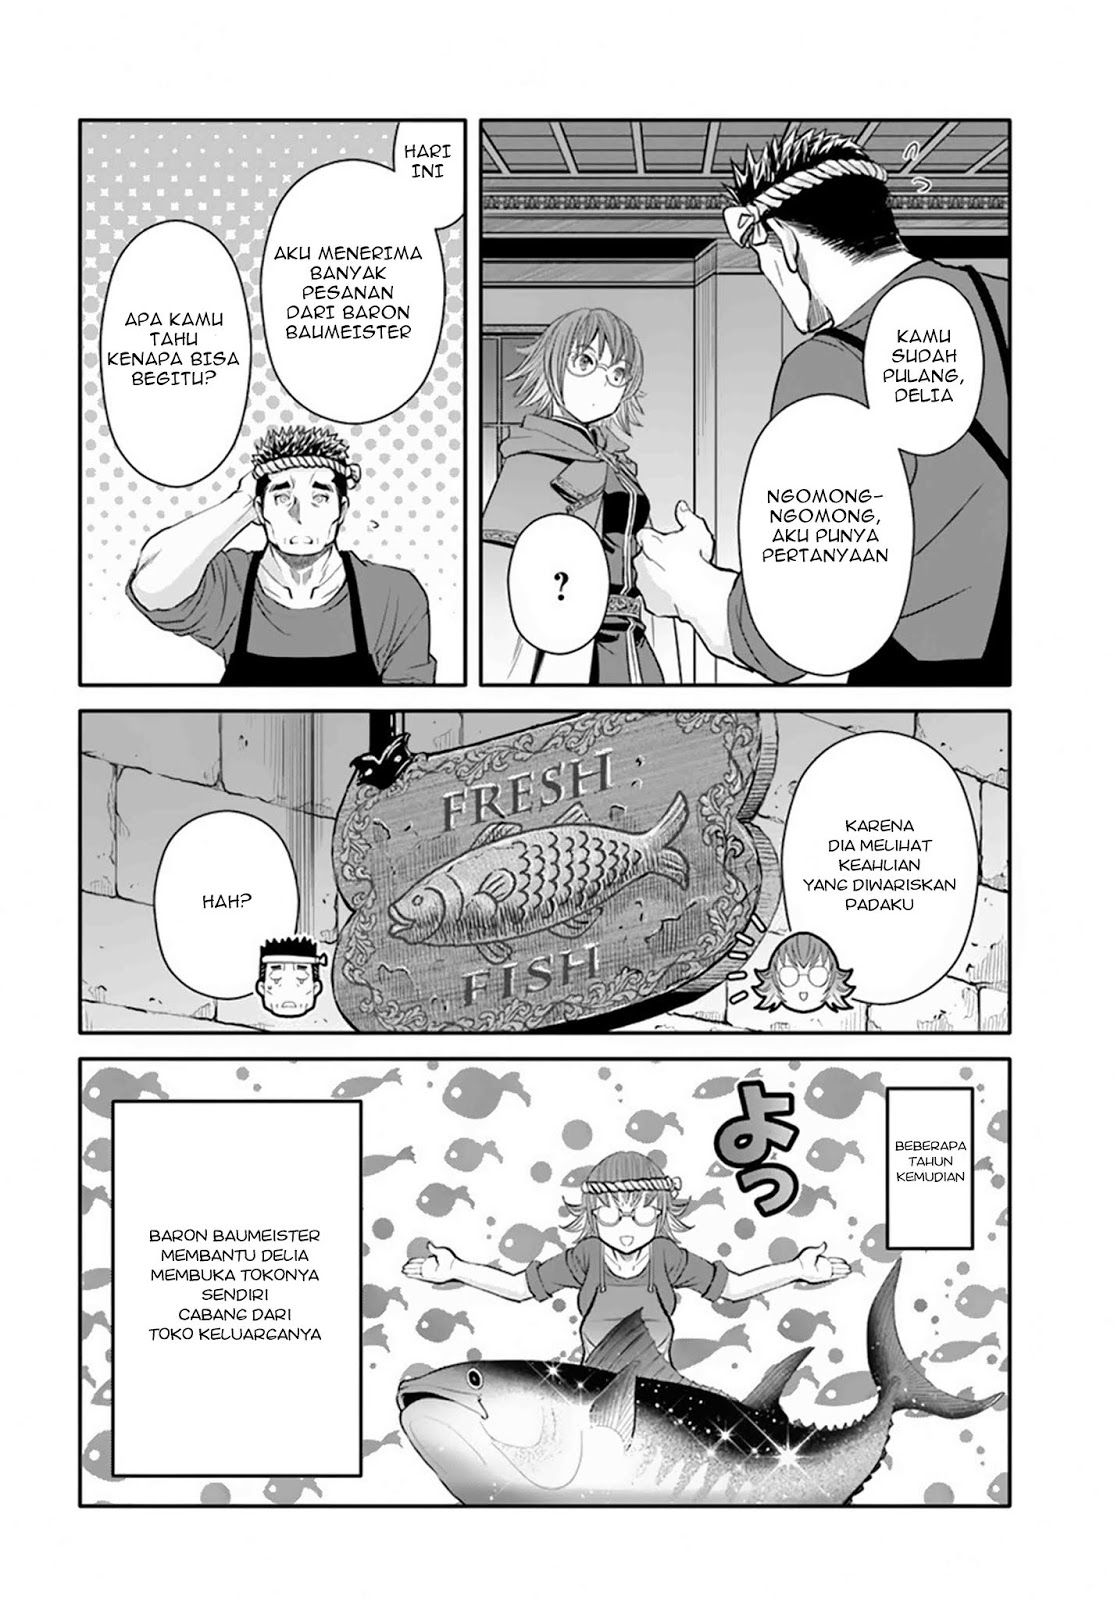 KAMU
SUDAH
PULANG,
DELIA
NGOMONG-
NGOMONG,
AKU PUNYA
PERTANYAAN
?
HARI
INI
AKU MENERIMA
BANYAK
PESANAN
DARI BARON
BAUMEISTER
APA KAMU
TAHU
KENAPA BISA
BEGITU?
KARENA
DIA MELIHAT
KEAHLIAN
YANG DIWARISKAN
PADAKU
FRESH
FISH
HAH?
BEBERAPA
TAHUN
KEMUDIAN
よっ
BARON BAUMEISTER
MEMBANTU DELIA
MEMBUKA TOKONYA
SENDIRI
CABANG DARI
TOKO KELUARGANYA